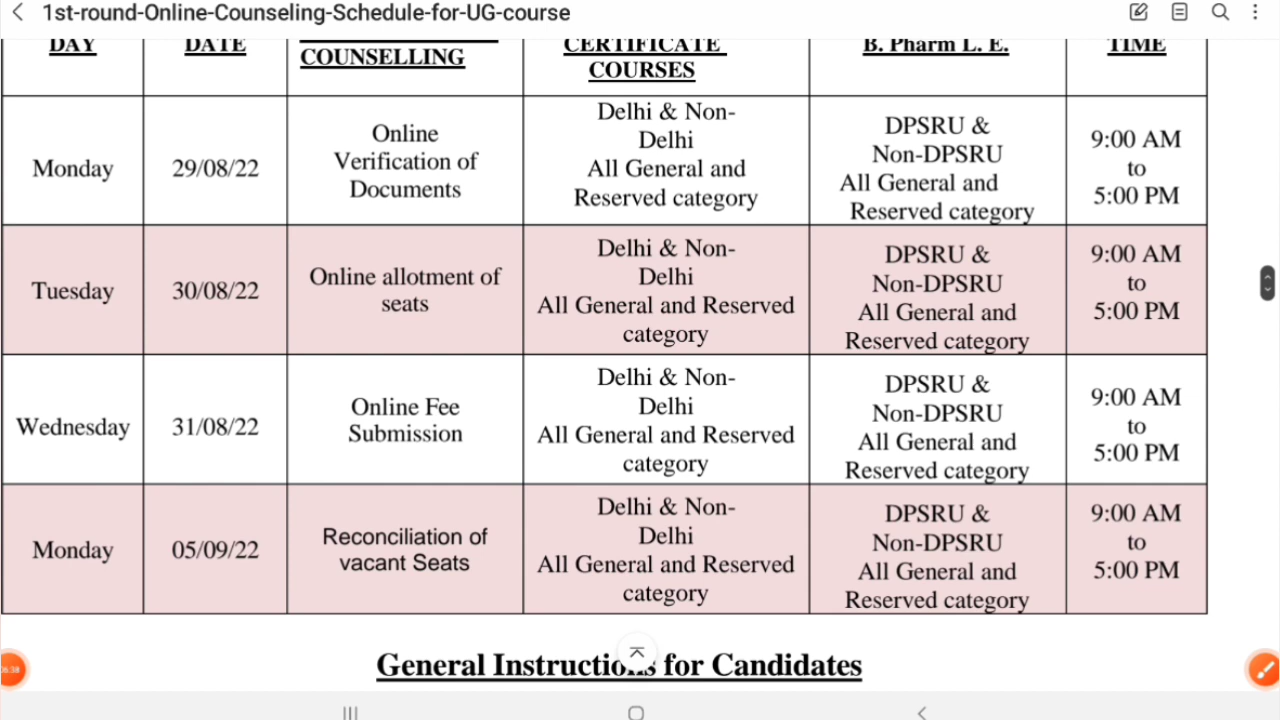 1st-round-Online-Counseling-Schedule-for-UG-course
DAY
DATE
COUNSELLING
CERTIFICATE
COURSES
B. Pharm L. E.
TIME
Monday
29/08/22
Online
Verification of
Documents
Delhi & Non-
Delhi
All General and
Reserved category
DPSRU &
Non-DPSRU
All General and
Reserved category
9:00 AM
to
5:00 PM
Tuesday
30/08/22
Online allotment of
seats
Delhi & Non-
Delhi
All General and Reserved
category
DPSRU &
Non-DPSRU
All General and
Reserved category
9:00 AM
to
5:00 PM
Wednesday
31/08/22
Online Fee
Submission
Delhi & Non-
Delhi
All General and Reserved
category
DPSRU &
Non-DPSRU
All General and
Reserved category
9:00 AM
to
5:00 PM
Monday
05/09/22
Reconciliation of
vacant Seats
Delhi & Non-
Delhi
All General and Reserved
category
DPSRU &
Non-DPSRU
All General and
Reserved category
9:00 AM
to
5:00 PM
General Instructions for Candidates
06:38